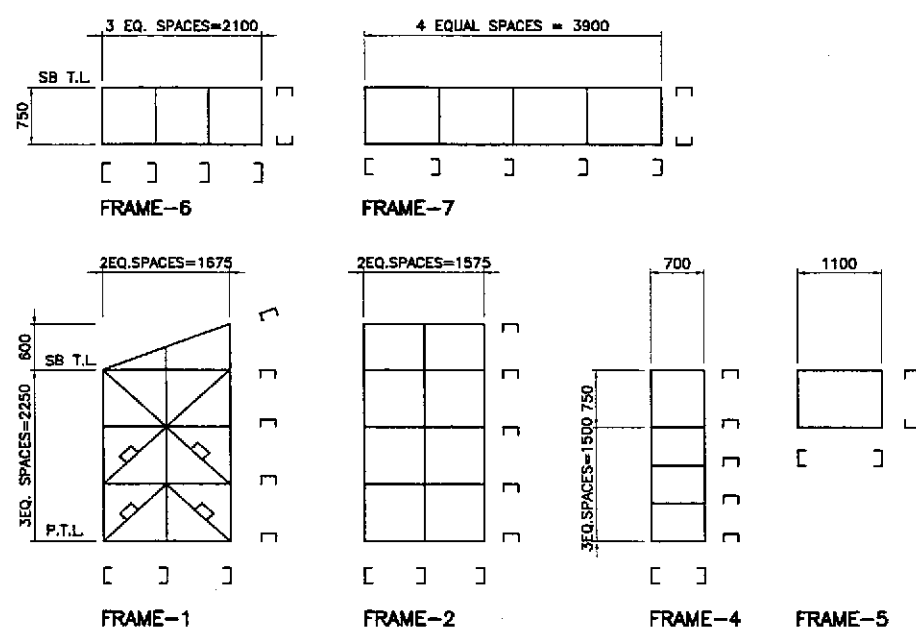 3 EQ. SPACES=2100
4 EQUAL SPACES = 3900
SB T.L.
750
FRAME-6
FRAME-7
2EQ.SPACES=1675
2EQ.SPACES=1575
700
1100
600
SB T.L.
3EQ. SPACES=2250
3EQ.SPACES=1500 750
P.T.L.
FRAME-1
FRAME-2
FRAME-4
FRAME-5